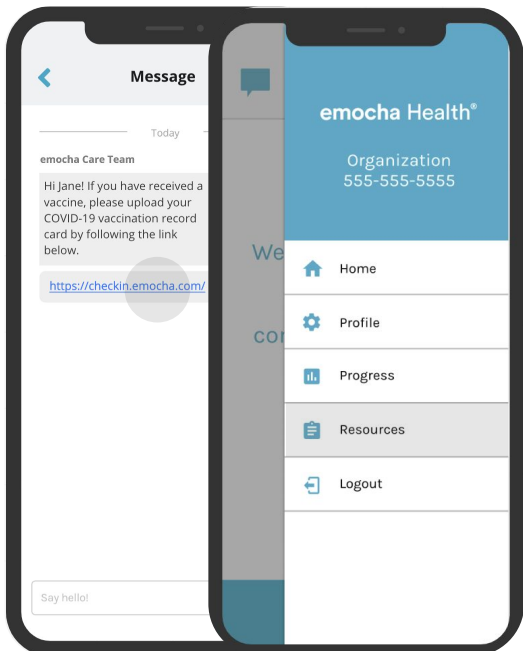 Message
Today
emocha Care Team
Hi Jane! If you have received a
vaccine, please upload your
COVID-19 vaccination record
card by following the link
below.
https://checkin.emocha.com/
Say hello!
We
con
emocha Health®
Organization
555-555-5555
Home
Profile
Progress
Resources
Logout